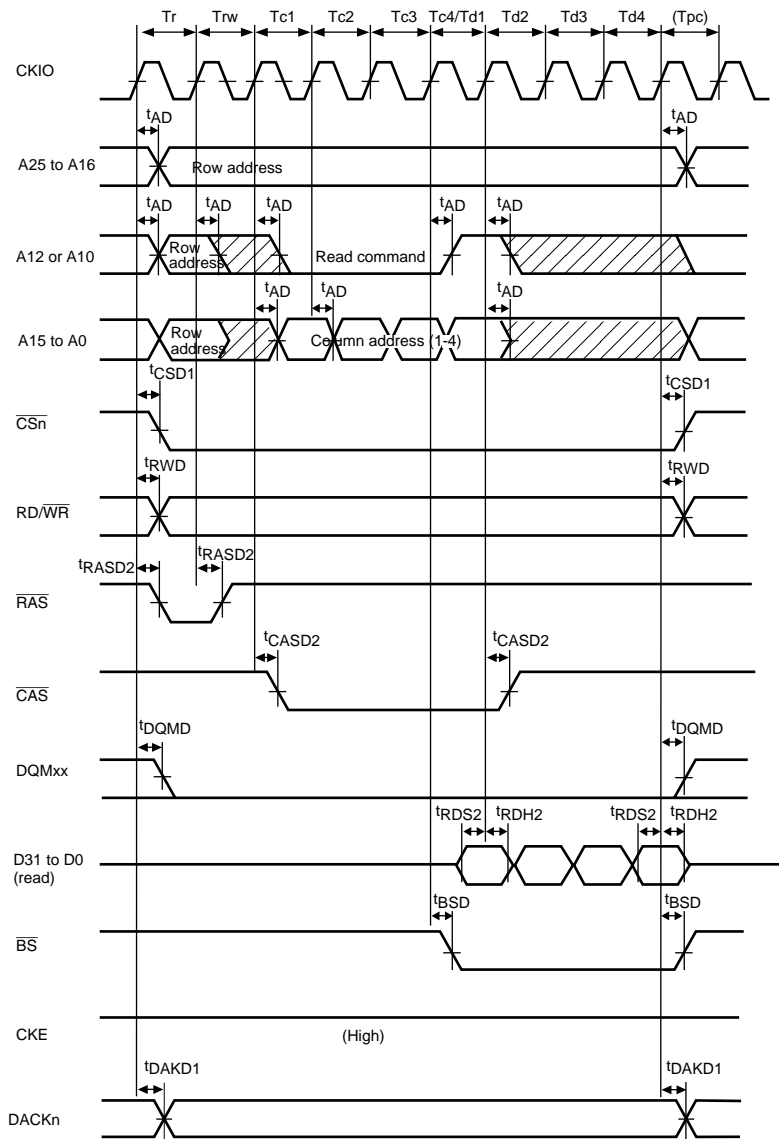 Tr Trw Tc1 Tc2 Tc3 Tc4/Td1 Td2 Td3 Td4 (Tpc)
CKIO
tAD tAD
A25 to A16 Row address
tAD tAD tAD tAD tAD
A12 or A10 Row address Read command
tAD tAD tAD
A15 to A0 Row address Column address (1-4)
tCSD1 tCSD1
CSn
tRWD tRWD
RD/WR
tRASD2 tRASD2
RAS
tCASD2 tCASD2
CAS
tDQMD tDQMD
DQMxx
tRDS2 tRDH2 tRDS2 tRDH2
D31 to D0
(read)
tBSD tBSD
BS
CKE (High)
tDAKD1 tDAKD1
DACKn